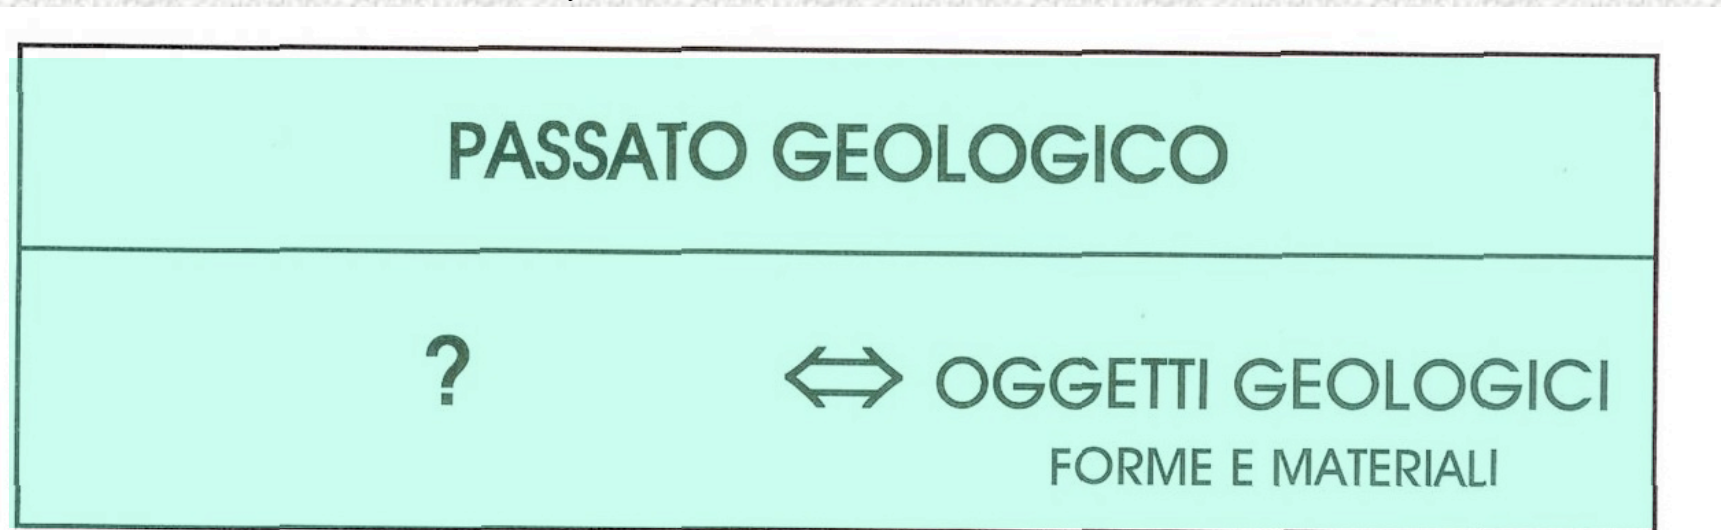 PASSATO GEOLOGICO
? ⇔ OGGETTI GEOLOGICI
FORME E MATERIALI